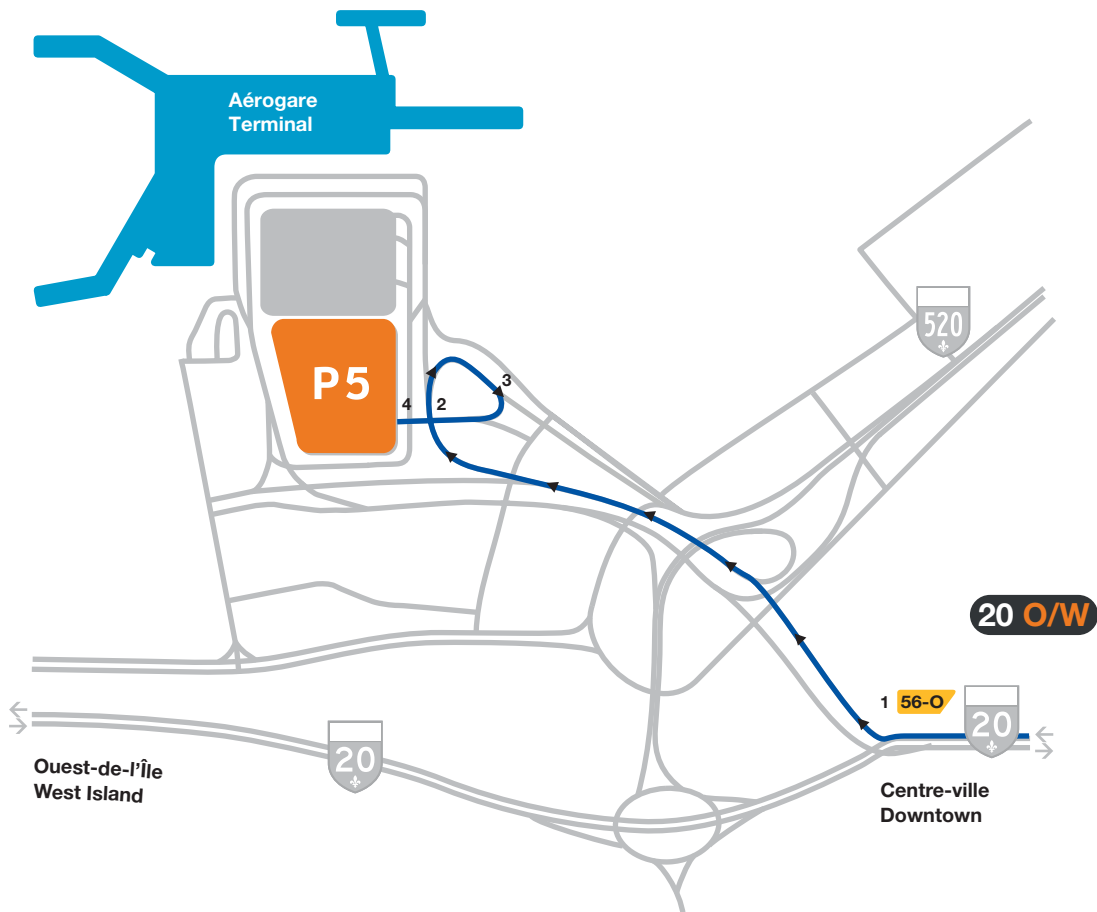 Aérogare
Terminal
520
P5
3
4
2
20 O/W
1 56-O
20
20
Ouest-de-l'Île
West Island
Centre-ville
Downtown